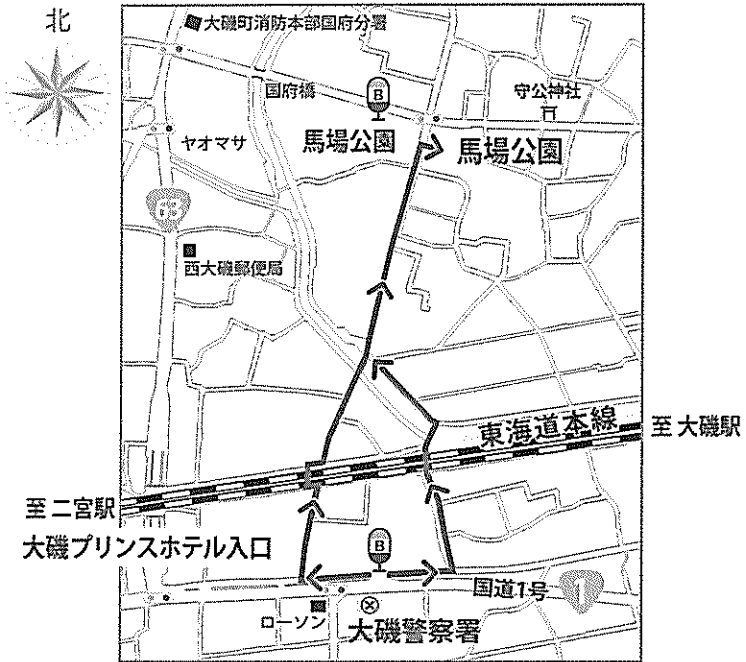 北
大磯町消防本部国府分署
国府橋
B
守公神社
ヤオマサ
馬場公園
馬場公園
西大磯郵便局
東海道本線
至 大磯駅
至 二宮駅
大磯プリンスホテル入口
B
国道1号
1
ローソン
大磯警察署